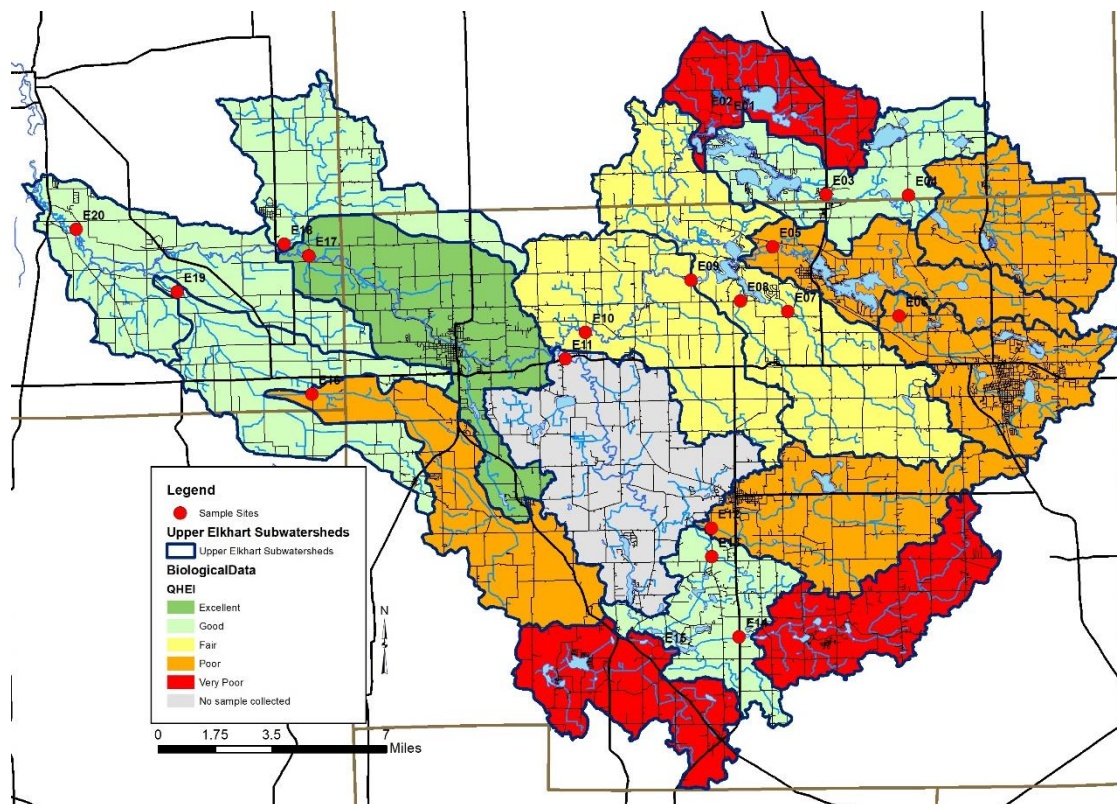 E02
E01
E03
E04
E20
E18
E17
E05
E19
E09
E08
E07
E06
E10
E11
E16
E12
E14
E15
Legend
Sample Sites
Upper Elkhart Subwatersheds
Upper Elkhart Subwatersheds
BiologicalData
QHEI
Excellent
Good
Fair
Poor
Very Poor
No sample collected
N
0 1.75 3.5 7
Miles